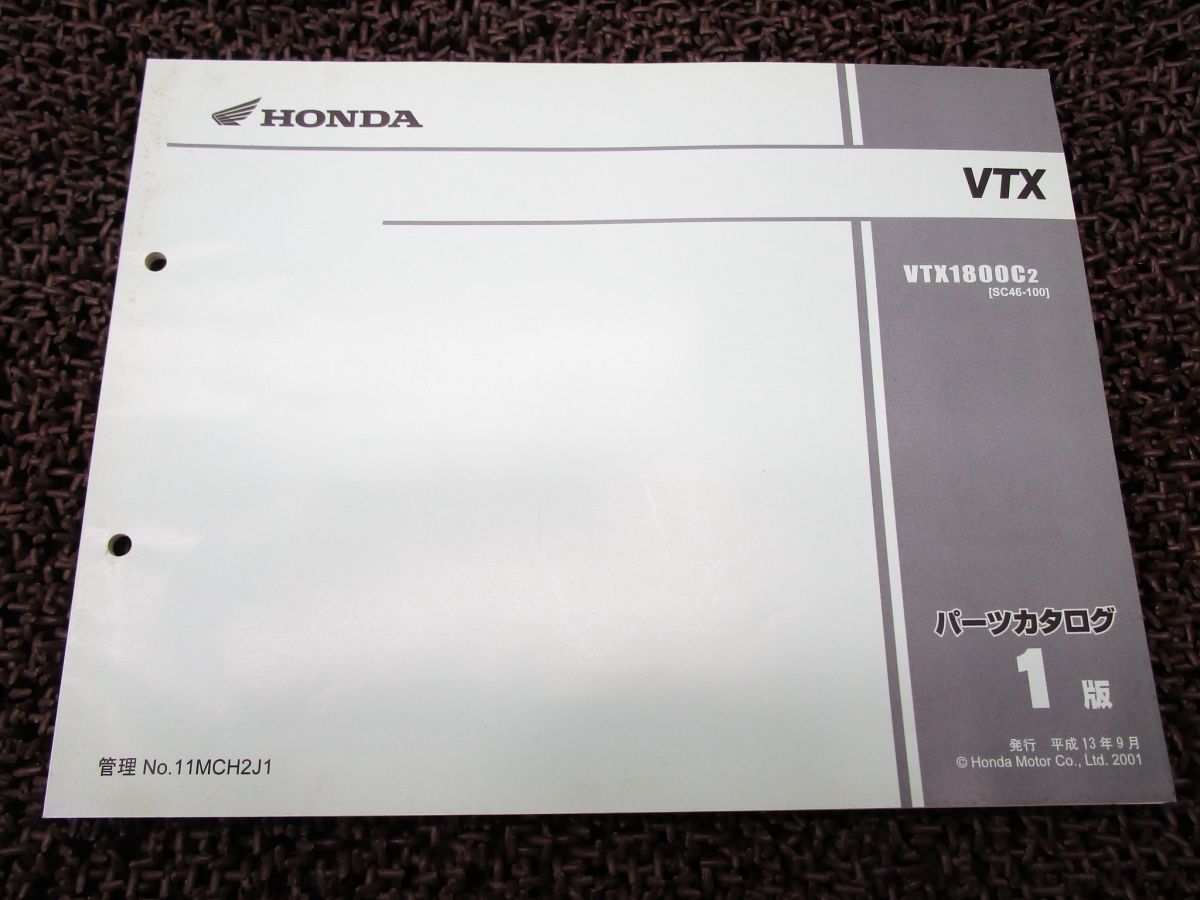 HONDA
VTX
VTX1800C2
[SC46-100]
パーツカタログ
1 版
発行 平成13年9月
© Honda Motor Co., Ltd. 2001
管理 No.11MCH2J1